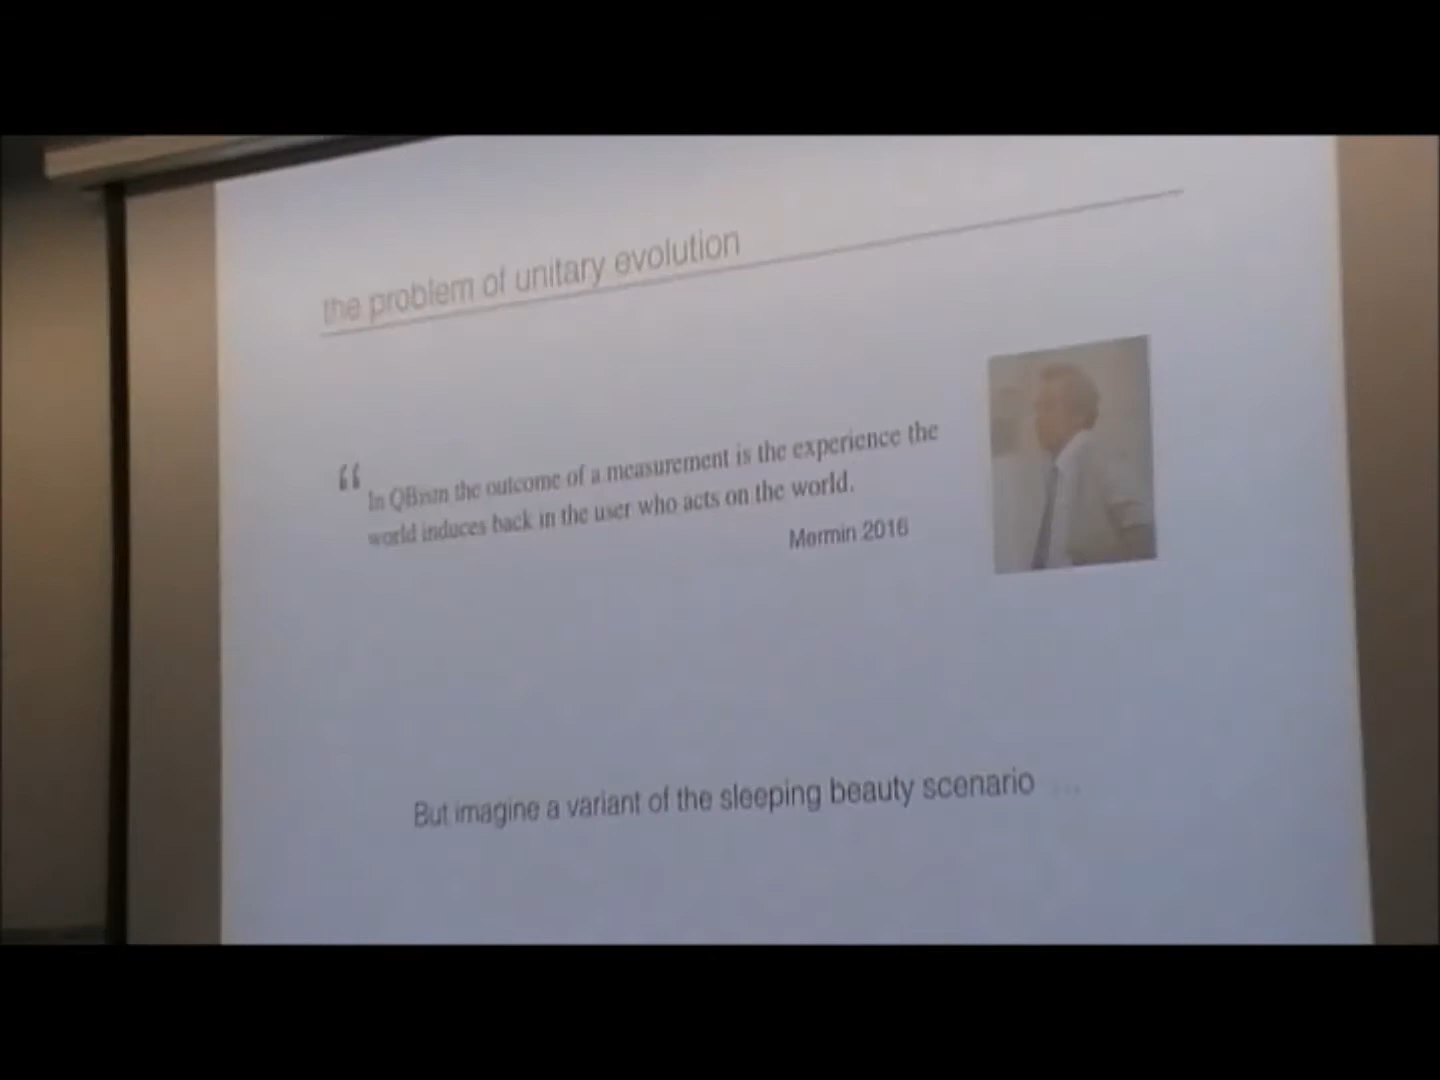 the problem of unitary evolution
“ In QBism the outcome of a measurement is the experience the
world induces back in the user who acts on the world.
Mermin 2016
But imagine a variant of the sleeping beauty scenario ...